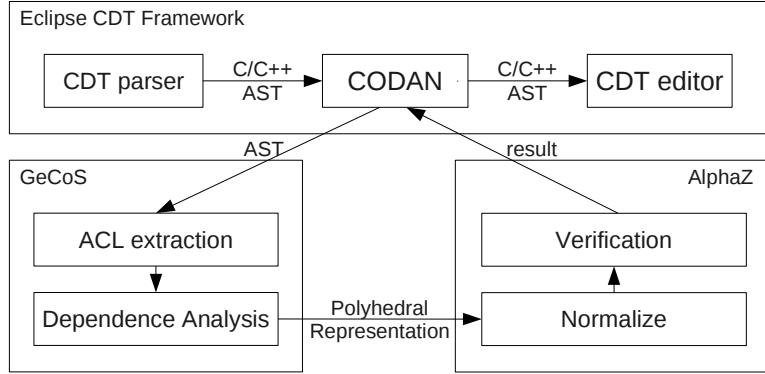 Eclipse CDT Framework
CDT parser
C/C++
AST
CODAN
C/C++
AST
CDT editor
AST
result
GeCoS
AlphaZ
ACL extraction
Verification
Dependence Analysis
Polyhedral
Representation
Normalize